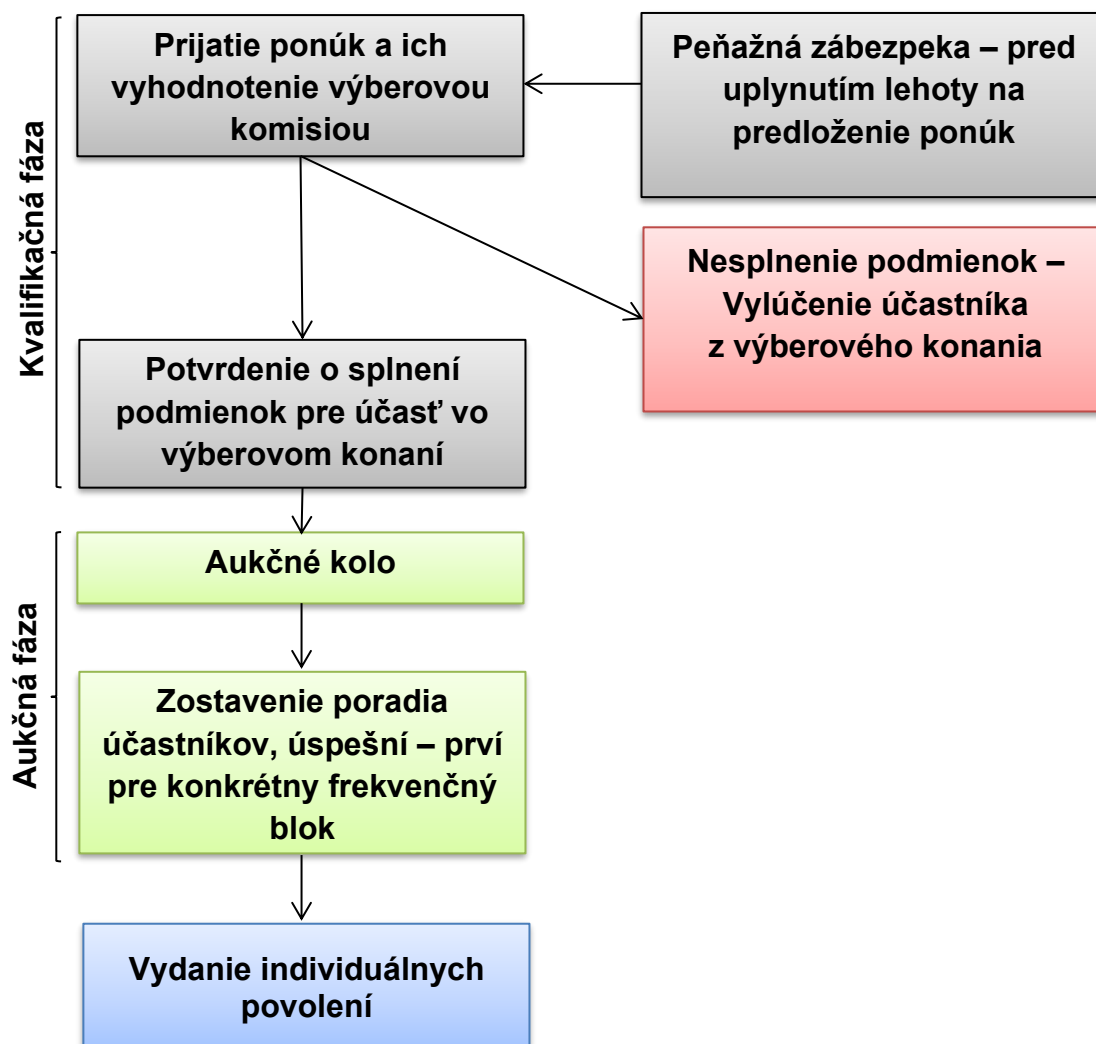 Kvalifikačná fáza
Prijatie ponúk a ich
vyhodnotenie výberovou
komisiou
Peňažná zábezpeka – pred
uplynutím lehoty na
predloženie ponúk
Nesplnenie podmienok –
Vylúčenie účastníka
z výberového konania
Potvrdenie o splnení
podmienok pre účasť vo
výberovom konaní
Aukčná fáza
Aukčné kolo
Zostavenie poradia
účastníkov, úspešní – prví
pre konkrétny frekvenčný
blok
Vydanie individuálnych
povolení